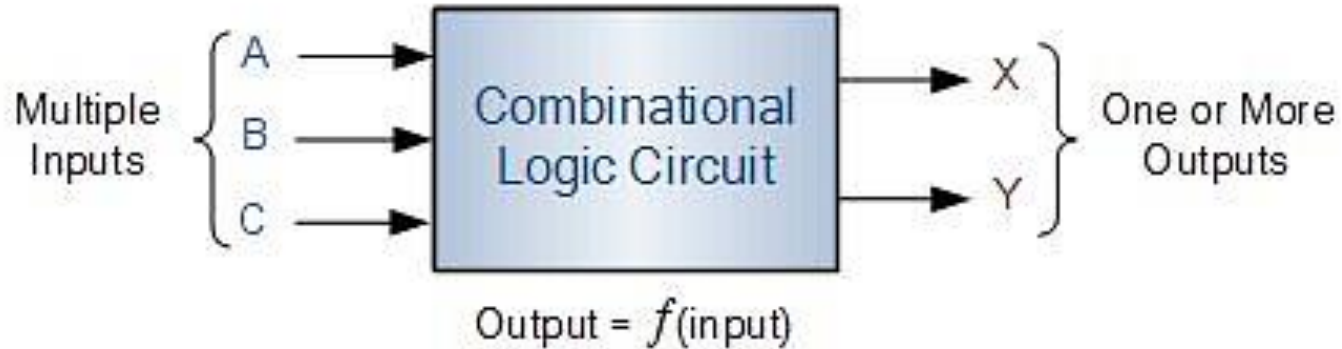 Multiple
Inputs
A
B
C
Combinational
Logic Circuit
X
Y
One or More
Outputs
Output = f(input)